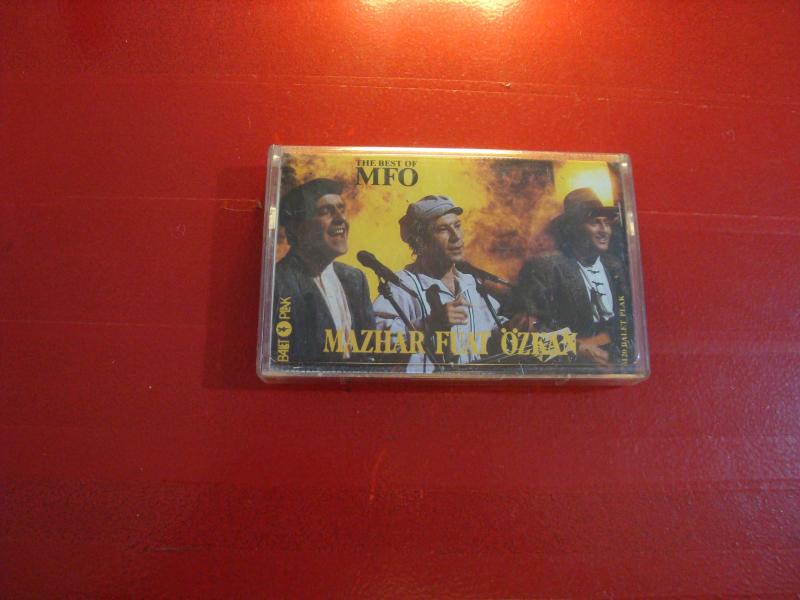 THE BEST OF
MFO
MAZHAR FUAT ÖZKAN
BALET PLAK
BALET PLAK